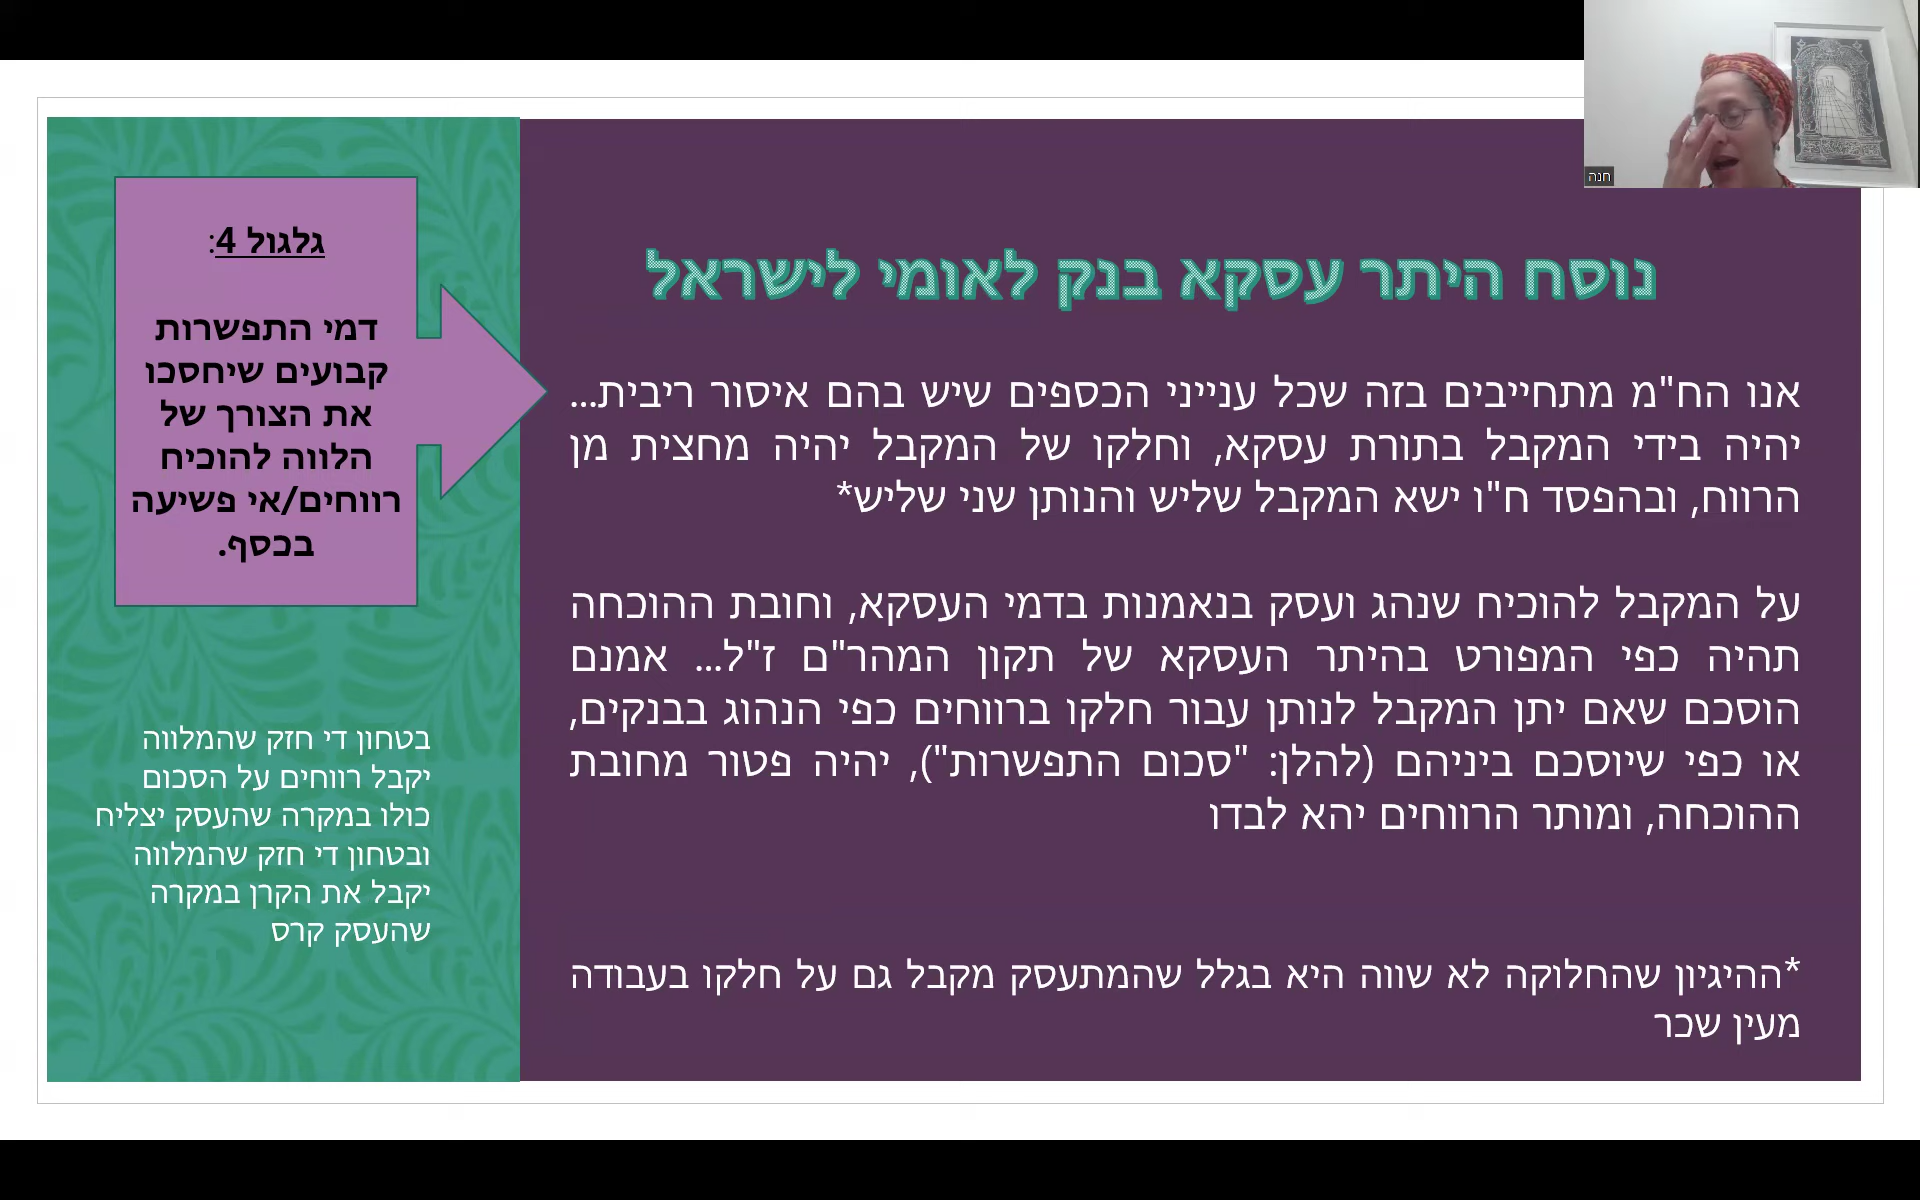 נוסח היתר עסקא בנק לאומי לישראל
אנו הח"מ מתחייבים בזה שכל ענייני הכספים שיש בהם איסור ריבית...
יהיה בידי המקבל בתורת עסקא, וחלקו של המקבל יהיה מחצית מן
הרווח, ובהפסד ח"ו ישא המקבל שליש והנותן שני שליש*
על המקבל להוכיח שנהג ועסק בנאמנות בדמי העסקא, וחובת ההוכחה
תהיה כפי המפורט בהיתר העסקא של תקון המהר"ם ז"ל... אמנם
הוסכם שאם יתן המקבל לנותן עבור חלקו ברווחים כפי הנהוג בבנקים,
או כפי שיוסכם ביניהם (להלן: "סכום התפשרות"), יהיה פטור מחובת
ההוכחה, ומותר הרווחים יהא לבדו
*ההיגיון שהחלוקה לא שווה היא בגלל שהמתעסק מקבל גם על חלקו בעבודה
מעין שכר
גלגול 4:
דמי התפשרות
קבועים שיחסכו
את הצורך של
הלווה להוכיח
רווחים/אי פשיעה
בכסף.
בטחון די חזק שהמלווה
יקבל רווחים על הסכום
כולו במקרה שהעסק יצליח
ובטחון די חזק שהמלווה
יקבל את הקרן במקרה
שהעסק קרס
חנה